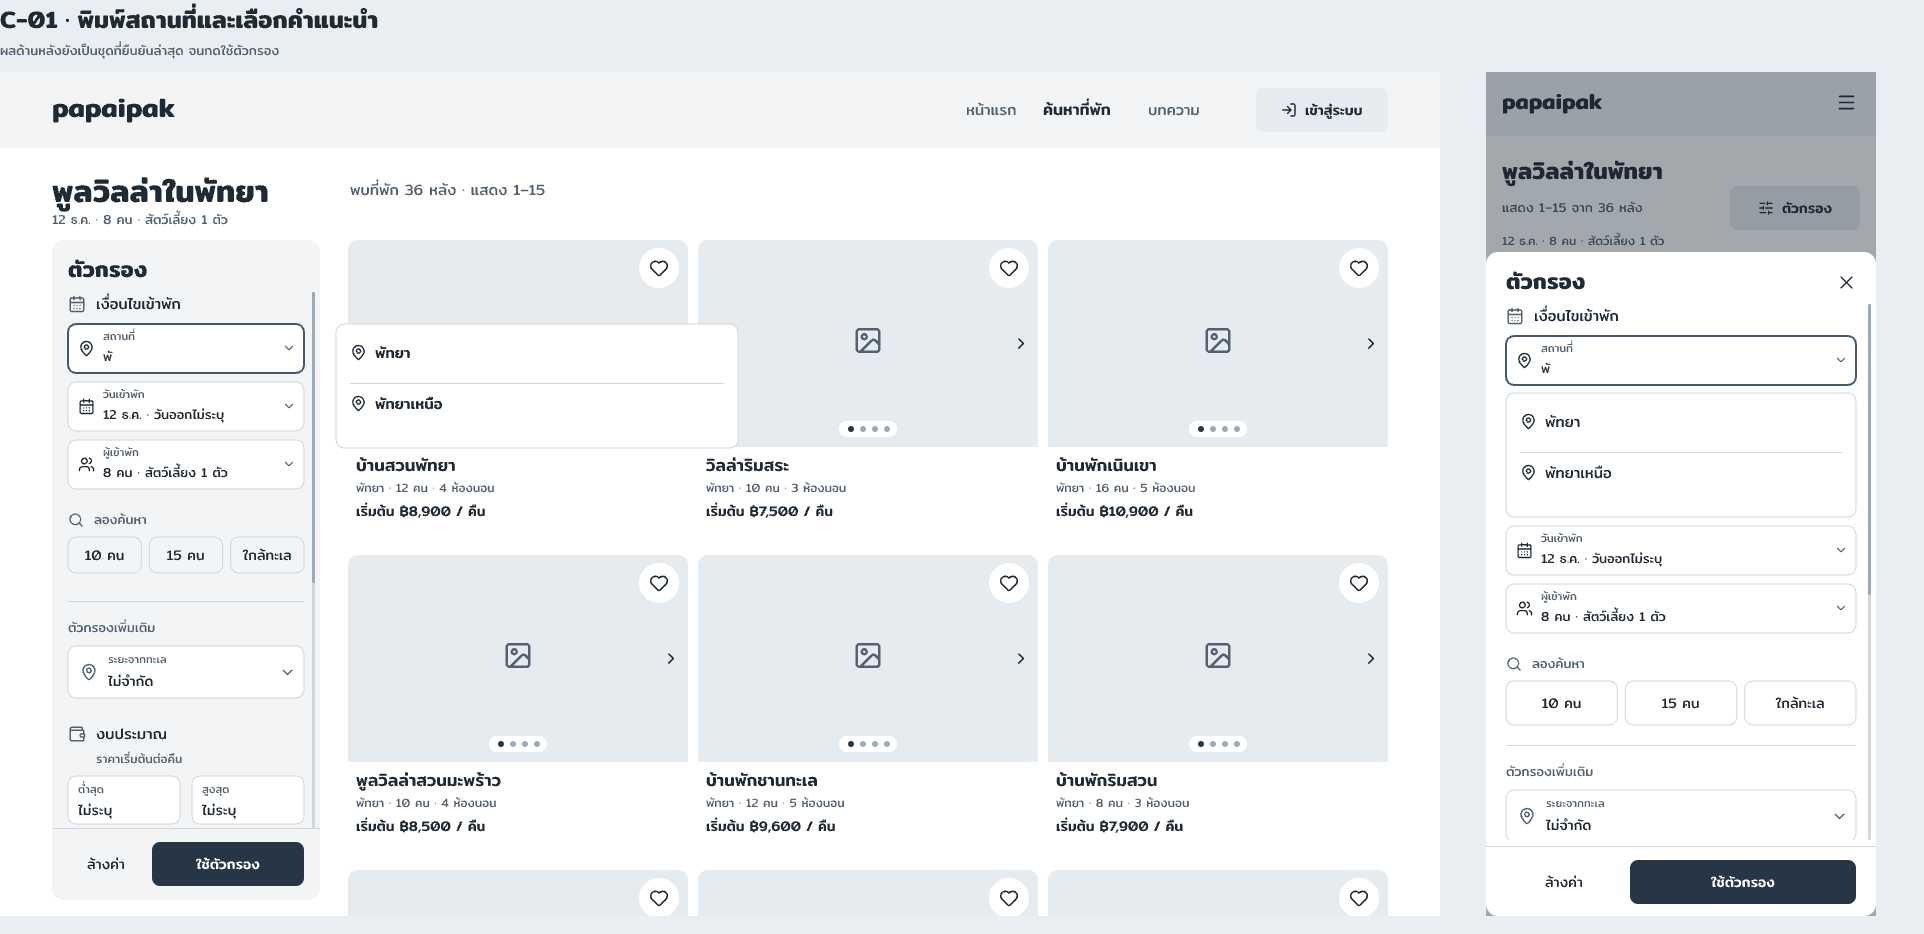 C-01 · พิมพ์สถานที่และเลือกคำแนะนำ
ผลด้านหลังยังเป็นชุดที่ยืนยันล่าสุด จนกดใช้ตัวกรอง
papaipak
หน้าแรก
ค้นหาที่พัก
บทความ
เข้าสู่ระบบ
พูลวิลล่าในพัทยา
12 ธ.ค. · 8 คน · สัตว์เลี้ยง 1 ตัว
พบที่พัก 36 หลัง · แสดง 1–15
ตัวกรอง
เงื่อนไขเข้าพัก
สถานที่
พั
วันเข้าพัก
12 ธ.ค. · วันออกไม่ระบุ
ผู้เข้าพัก
8 คน · สัตว์เลี้ยง 1 ตัว
ลองค้นหา
10 คน
15 คน
ใกล้ทะเล
ตัวกรองเพิ่มเติม
ระยะจากทะเล
ไม่จำกัด
งบประมาณ
ราคาเริ่มต้นต่อคืน
ต่ำสุด
ไม่ระบุ
สูงสุด
ไม่ระบุ
ล้างค่า
ใช้ตัวกรอง
พัทยา
พัทยาเหนือ
บ้านสวนพัทยา
พัทยา · 12 คน · 4 ห้องนอน
เริ่มต้น ฿8,900 / คืน
วิลล่าริมสระ
พัทยา · 10 คน · 3 ห้องนอน
เริ่มต้น ฿7,500 / คืน
บ้านพักเนินเขา
พัทยา · 16 คน · 5 ห้องนอน
เริ่มต้น ฿10,900 / คืน
พูลวิลล่าสวนมะพร้าว
พัทยา · 10 คน · 4 ห้องนอน
เริ่มต้น ฿8,500 / คืน
บ้านพักชานทะเล
พัทยา · 12 คน · 5 ห้องนอน
เริ่มต้น ฿9,600 / คืน
บ้านพักริมสวน
พัทยา · 8 คน · 3 ห้องนอน
เริ่มต้น ฿7,900 / คืน
papaipak
พูลวิลล่าในพัทยา
แสดง 1–15 จาก 36 หลัง
ตัวกรอง
12 ธ.ค. · 8 คน · สัตว์เลี้ยง 1 ตัว
ตัวกรอง
เงื่อนไขเข้าพัก
สถานที่
พั
พัทยา
พัทยาเหนือ
วันเข้าพัก
12 ธ.ค. · วันออกไม่ระบุ
ผู้เข้าพัก
8 คน · สัตว์เลี้ยง 1 ตัว
ลองค้นหา
10 คน
15 คน
ใกล้ทะเล
ตัวกรองเพิ่มเติม
ระยะจากทะเล
ไม่จำกัด
ล้างค่า
ใช้ตัวกรอง